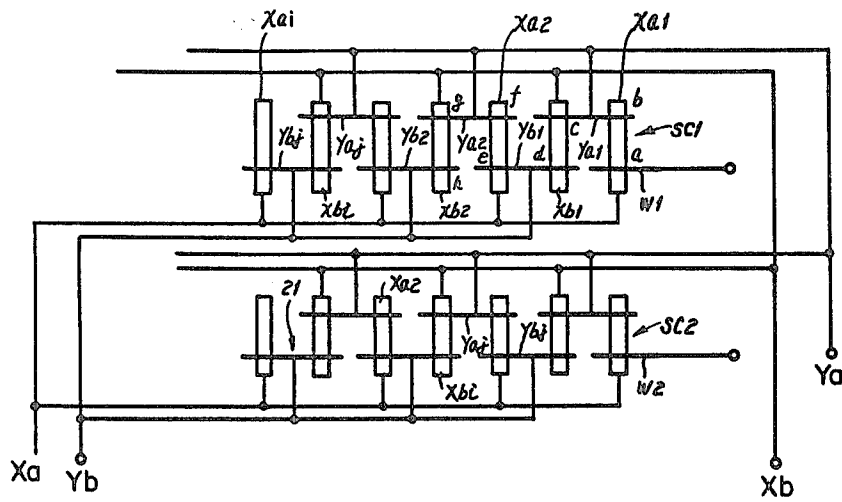 Xai Xa2 Xa1
g f b
Ybj Yaj Yb2 Ya2 Yb1 c Ya1 SC1
e d a
h
Xbi Xb2 Xb1 W1
21 Xa2
Yaj Ybj SC2
Xbi W2
Ya
Xa Yb Xb